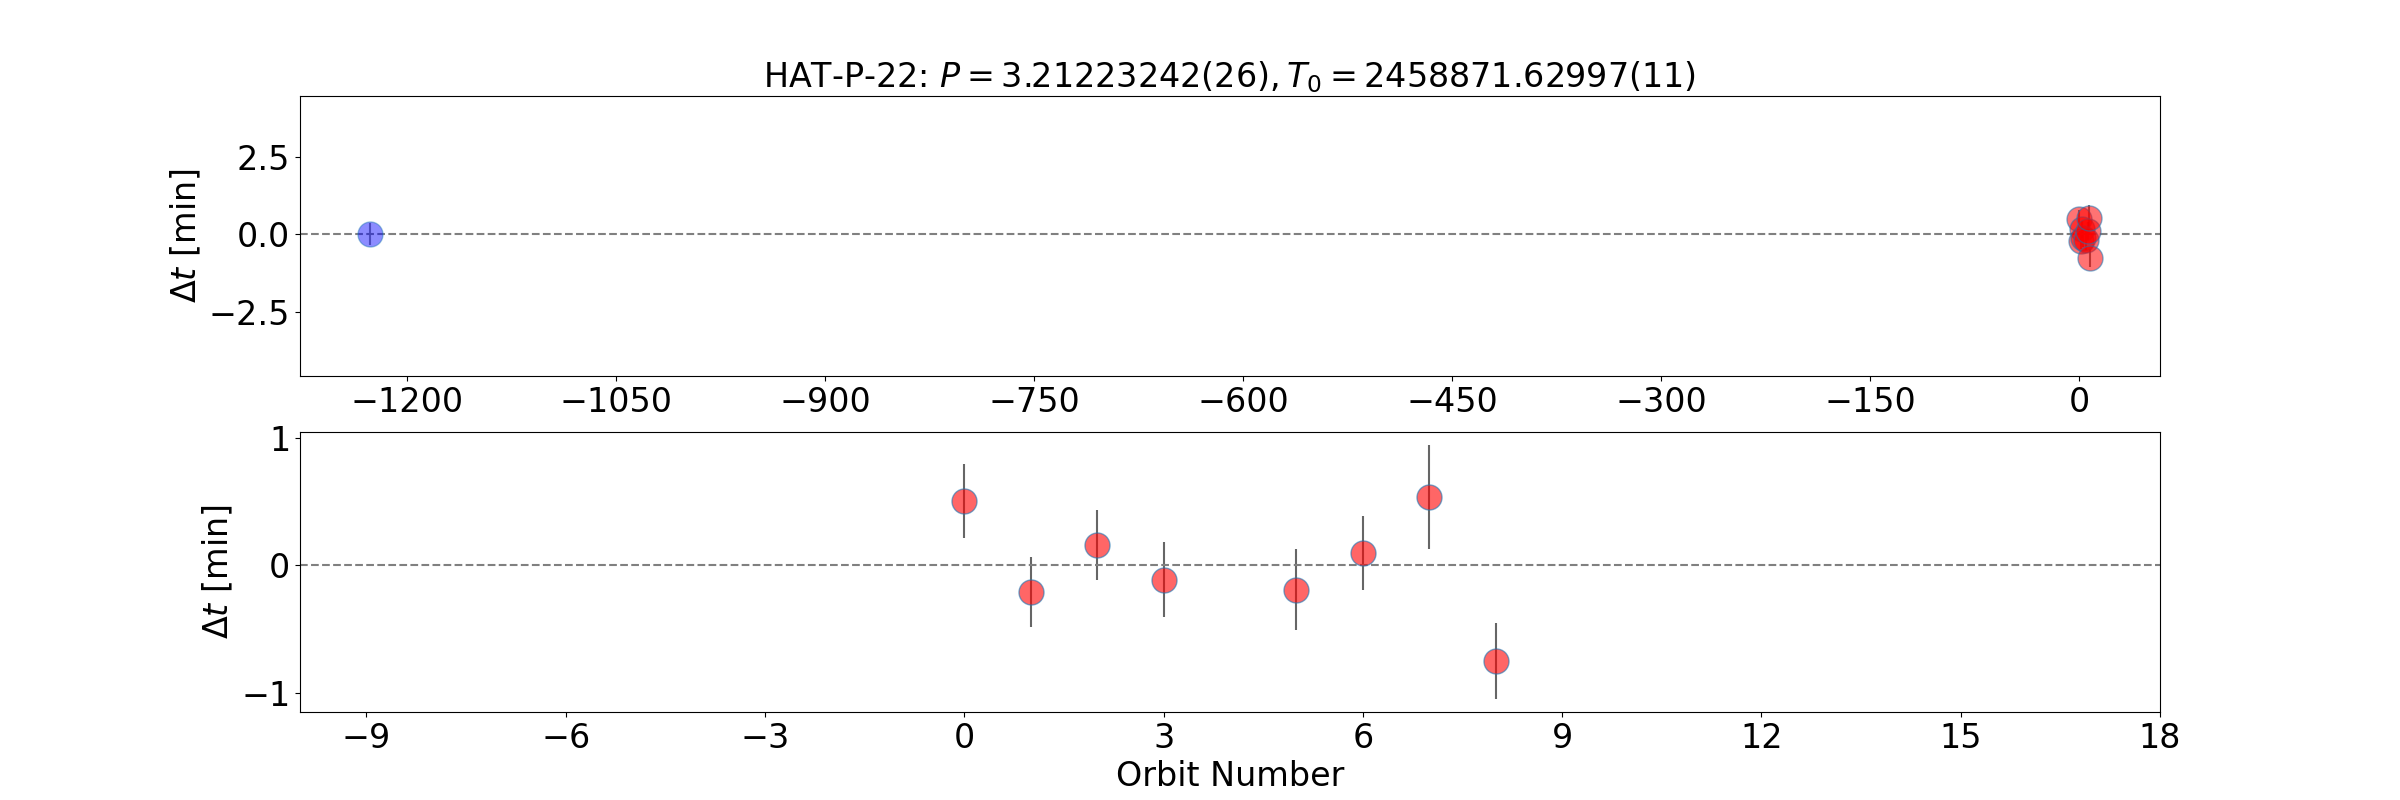 HAT-P-22: P = 3.21223242(26), T₀ = 2458871.62997(11)
Δt [min]
2.5
0.0
−2.5
−1200 −1050 −900 −750 −600 −450 −300 −150 0
Δt [min]
1
0
−1
−9 −6 −3 0 3 6 9 12 15 18
Orbit Number